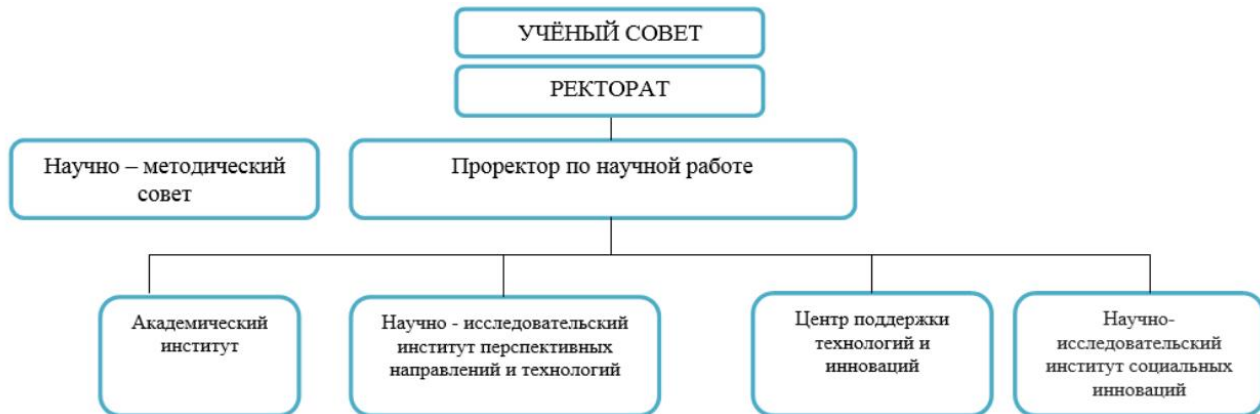 УЧЁНЫЙ СОВЕТ
РЕКТОРАТ
Научно – методический
совет
Проректор по научной работе
Академический
институт
Научно - исследовательский
институт перспективных
направлений и технологий
Центр поддержки
технологий и
инноваций
Научно-
исследовательский
институт социальных
инноваций